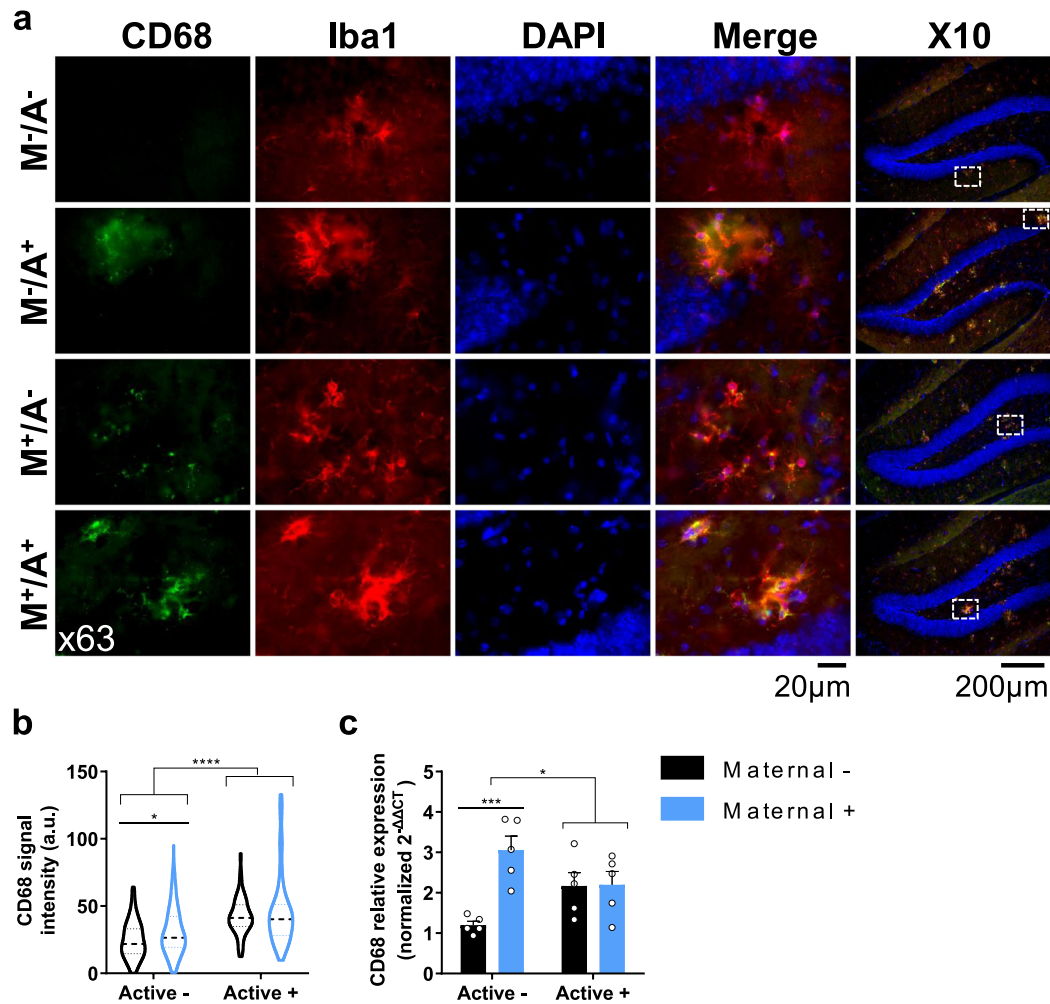 a
CD68 Iba1 DAPI Merge X10
M-/A-
M-/A+
M+/A-
M+/A+
x63
20µm 200µm
b
CD68 signal
intensity (a.u.)
150
100
50
0
****
*
Active - Active +
c
CD68 relative expression
(normalized 2-ΔΔCT)
5
4
3
2
1
0
***
*
Active - Active +
Maternal -
Maternal +